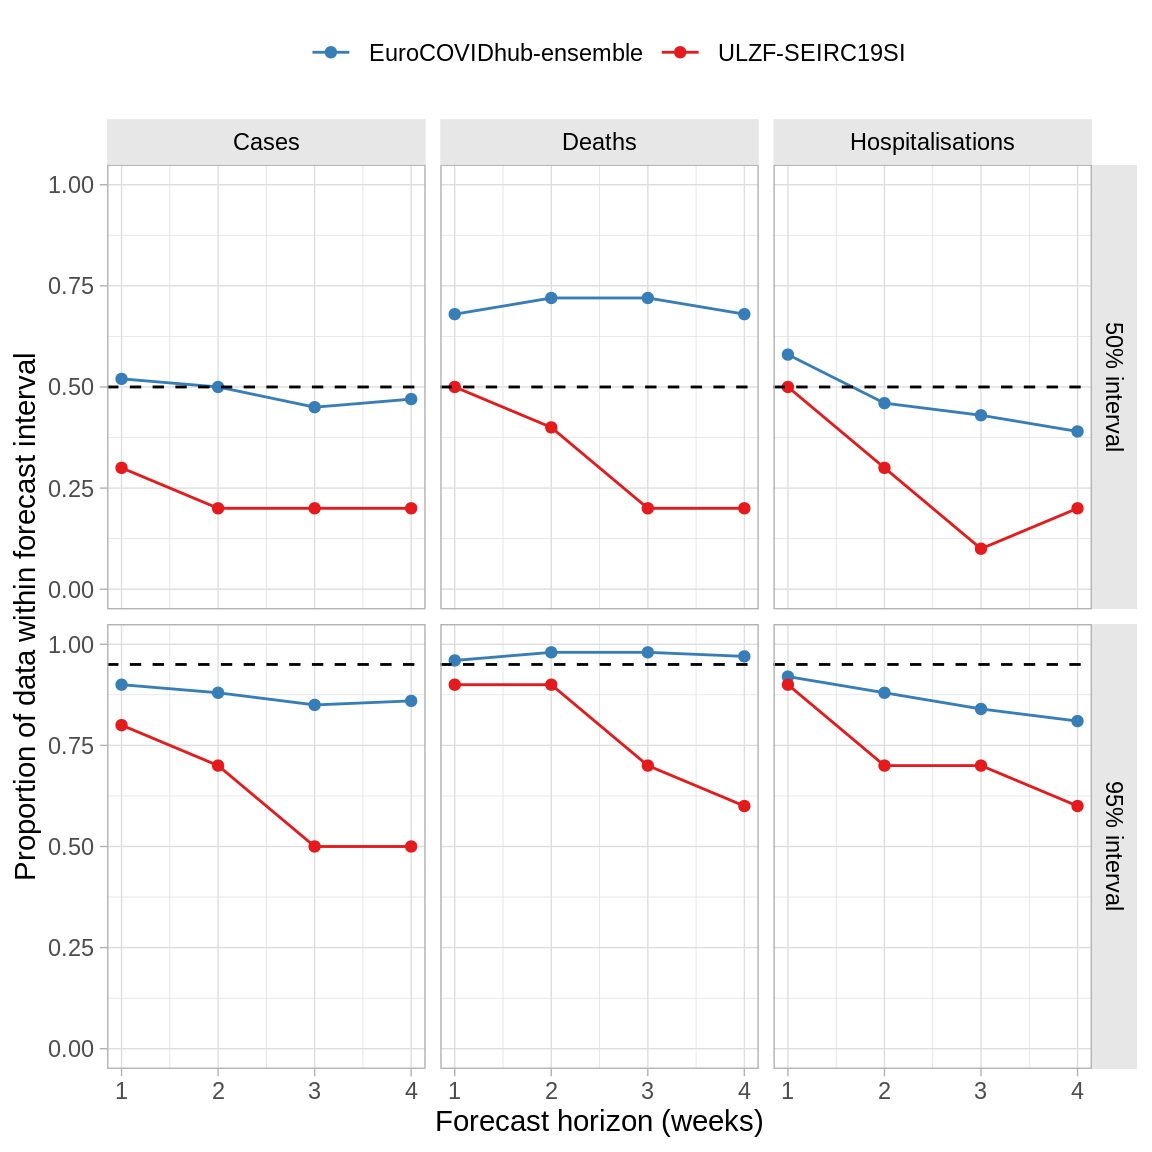 EuroCOVIDhub-ensemble ULZF-SEIRC19SI
Cases Deaths Hospitalisations
Proportion of data within forecast interval
1.00
0.75
0.50
0.25
0.00
50% interval
1.00
0.75
0.50
0.25
0.00
95% interval
1 2 3 4 1 2 3 4 1 2 3 4
Forecast horizon (weeks)